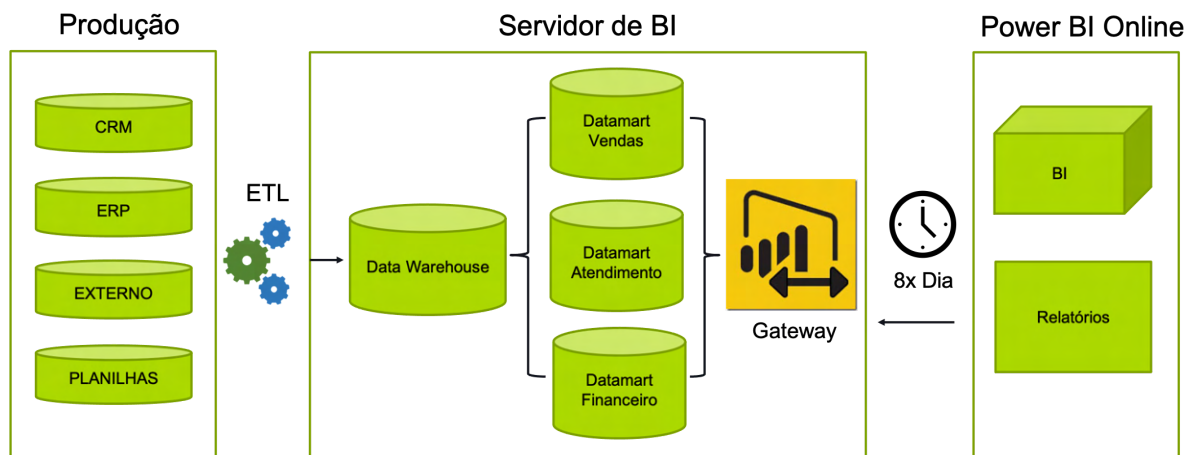 Produção
CRM
ERP
EXTERNO
PLANILHAS
ETL
Servidor de BI
Data Warehouse
Datamart
Vendas
Datamart
Atendimento
Datamart
Financeiro
Gateway
8x Dia
Power BI Online
BI
Relatórios